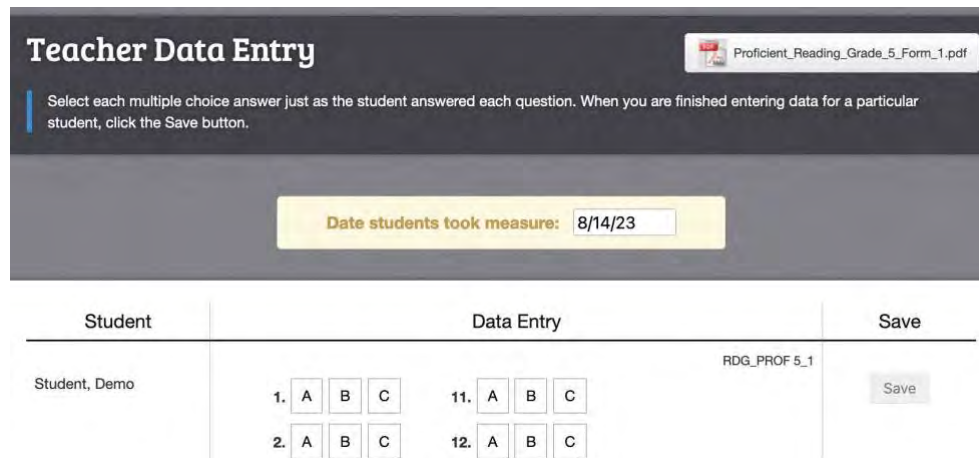 Teacher Data Entry
Proficient_Reading_Grade_5_Form_1.pdf
Select each multiple choice answer just as the student answered each question. When you are finished entering data for a particular
student, click the Save button.
Date students took measure: 8/14/23
Student Data Entry Save
RDG_PROF 5_1
Student, Demo
Save
1. A B C 11. A B C
2. A B C 12. A B C